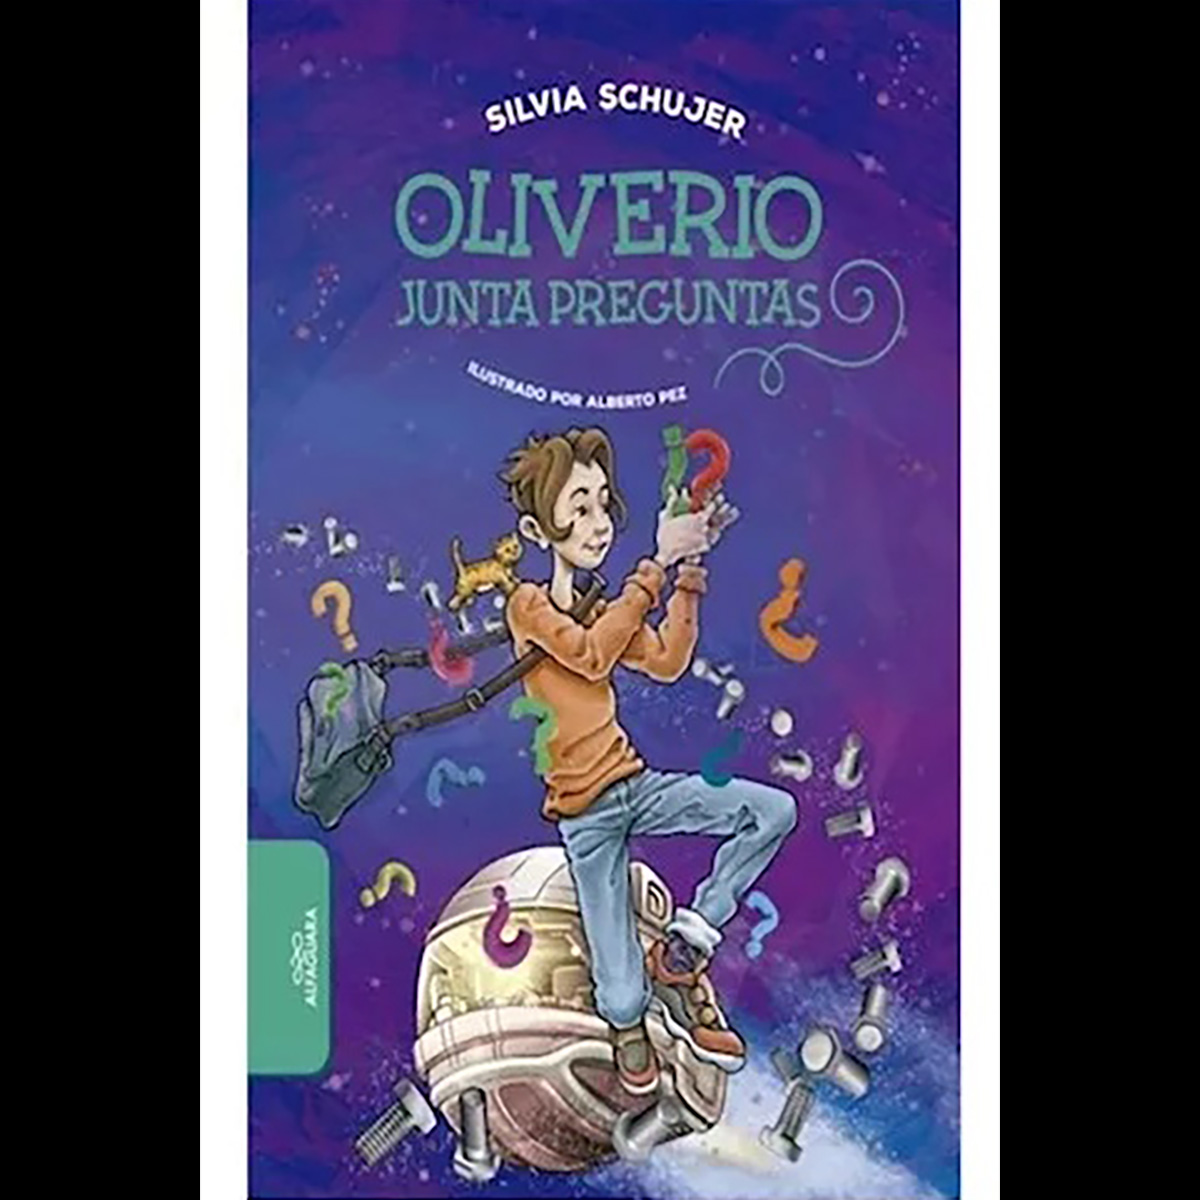 SILVIA SCHUJER
OLIVERIO
JUNTA PREGUNTAS
ILUSTRADO POR ALBERTO PEZ
ALFAGUARA